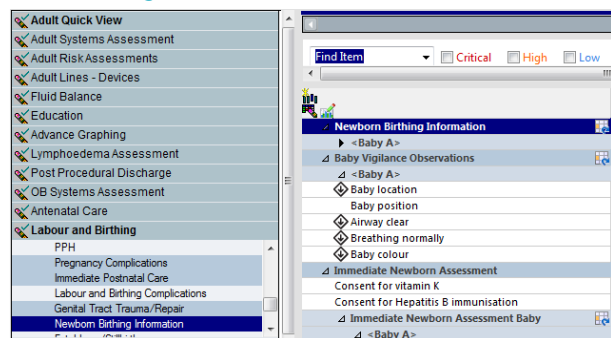 Adult Quick View
Adult Systems Assessment
Adult Risk Assessments
Adult Lines - Devices
Fluid Balance
Education
Advance Graphing
Lymphoedema Assessment
Post Procedural Discharge
OB Systems Assessment
Antenatal Care
Labour and Birthing
PPH
Pregnancy Complications
Immediate Postnatal Care
Labour and Birthing Complications
Genital Tract Trauma/Repair
Newborn Birthing Information
Find Item Critical High Low
Newborn Birthing Information
<Baby A>
Baby Vigilance Observations
<Baby A>
Baby location
Baby position
Airway clear
Breathing normally
Baby colour
Immediate Newborn Assessment
Consent for vitamin K
Consent for Hepatitis B immunisation
Immediate Newborn Assessment Baby
<Baby A>